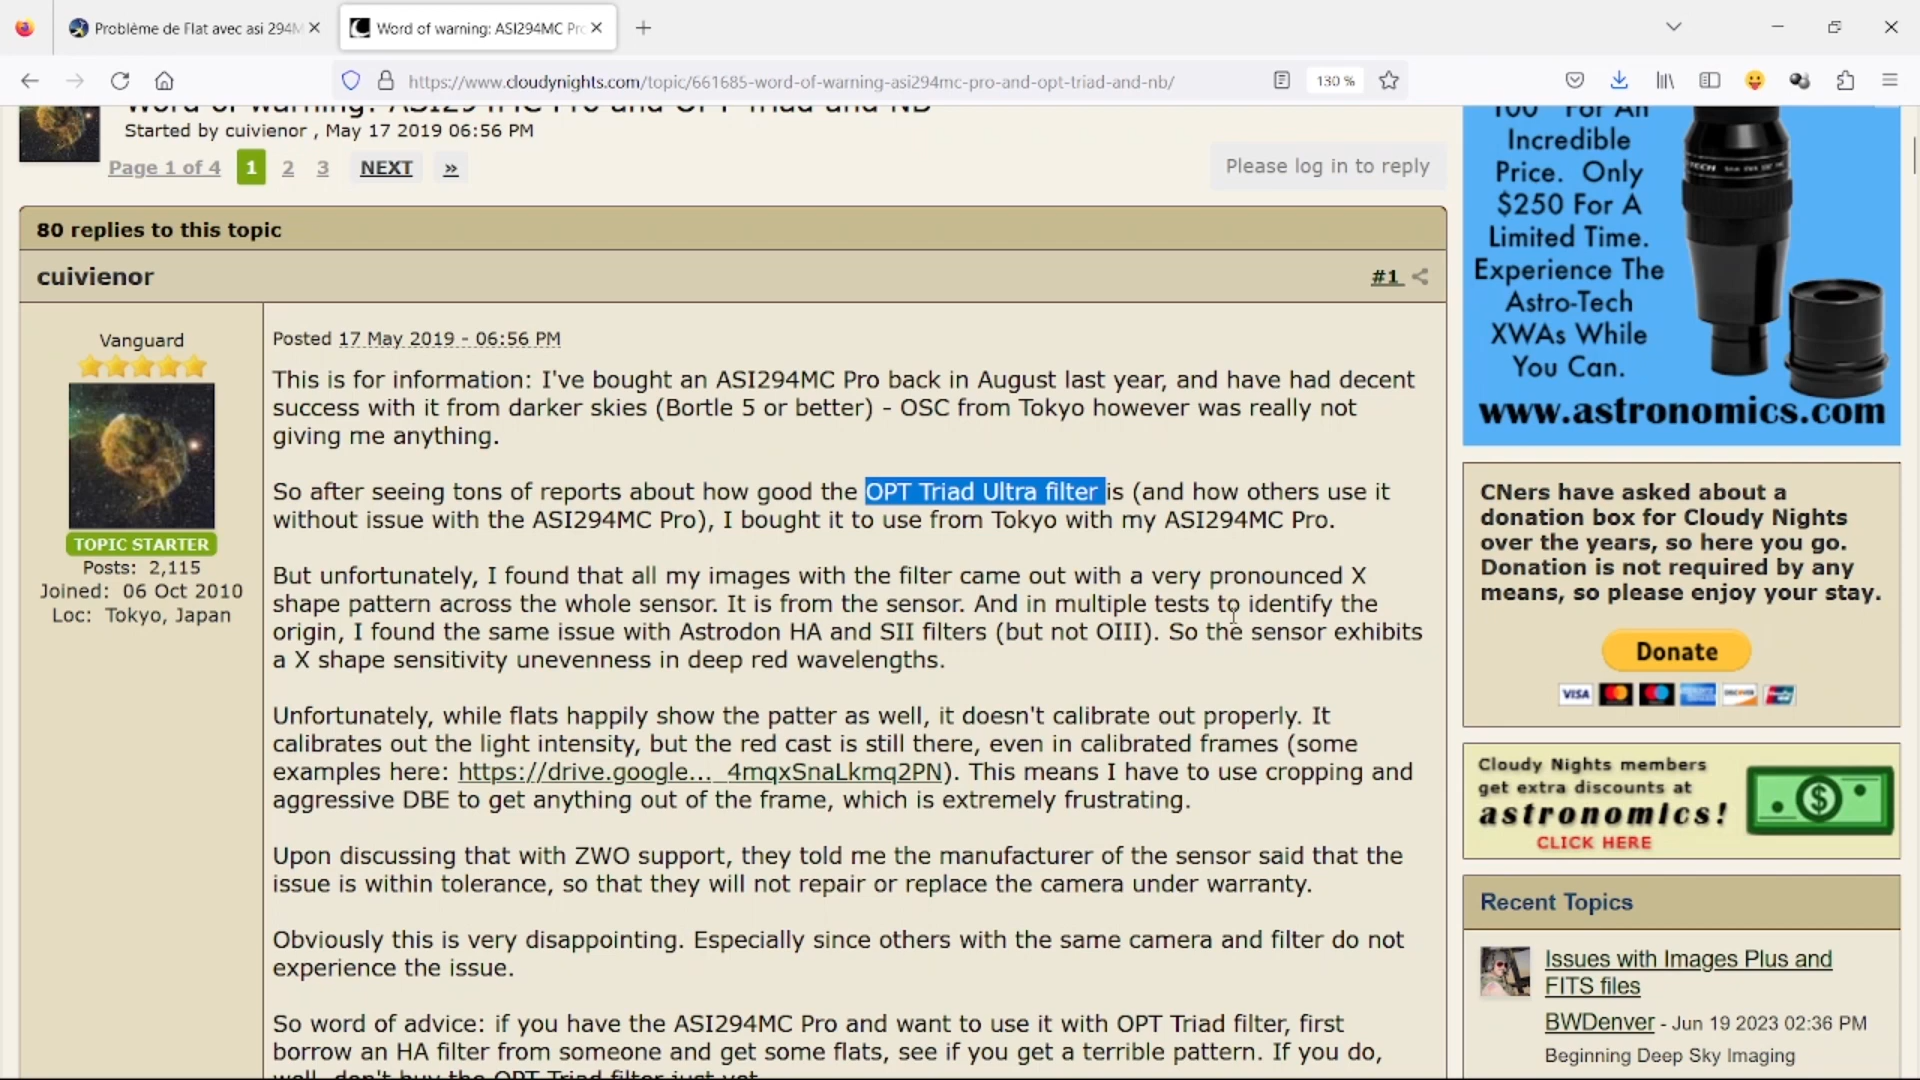 Problème de Flat avec asi 294M
Word of warning: ASI294MC Pro
https://www.cloudynights.com/topic/661685-word-of-warning-asi294mc-pro-and-opt-triad-and-nb/
130 %
Word of warning: ASI294MC Pro and OPT Triad and NB
Started by cuivienor , May 17 2019 06:56 PM
Page 1 of 4 1 2 3 NEXT »
Please log in to reply
80 replies to this topic
cuivienor
#1
Vanguard
TOPIC STARTER
Posts: 2,115
Joined: 06 Oct 2010
Loc: Tokyo, Japan
Posted 17 May 2019 - 06:56 PM
This is for information: I've bought an ASI294MC Pro back in August last year, and have had decent
success with it from darker skies (Bortle 5 or better) - OSC from Tokyo however was really not
giving me anything.
So after seeing tons of reports about how good the OPT Triad Ultra filter is (and how others use it
without issue with the ASI294MC Pro), I bought it to use from Tokyo with my ASI294MC Pro.
But unfortunately, I found that all my images with the filter came out with a very pronounced X
shape pattern across the whole sensor. It is from the sensor. And in multiple tests to identify the
origin, I found the same issue with Astrodon HA and SII filters (but not OIII). So the sensor exhibits
a X shape sensitivity unevenness in deep red wavelengths.
Unfortunately, while flats happily show the patter as well, it doesn't calibrate out properly. It
calibrates out the light intensity, but the red cast is still there, even in calibrated frames (some
examples here: https://drive.google..._4mqxSnaLkmq2PN). This means I have to use cropping and
aggressive DBE to get anything out of the frame, which is extremely frustrating.
Upon discussing that with ZWO support, they told me the manufacturer of the sensor said that the
issue is within tolerance, so that they will not repair or replace the camera under warranty.
Obviously this is very disappointing. Especially since others with the same camera and filter do not
experience the issue.
So word of advice: if you have the ASI294MC Pro and want to use it with OPT Triad filter, first
borrow an HA filter from someone and get some flats, see if you get a terrible pattern. If you do,
well, don't buy the OPT Triad filter just yet.
100° For An
Incredible
Price. Only
$250 For A
Limited Time.
Experience The
Astro-Tech
XWAs While
You Can.
www.astronomics.com
CNers have asked about a
donation box for Cloudy Nights
over the years, so here you go.
Donation is not required by any
means, so please enjoy your stay.
Donate
VISA
Cloudy Nights members
get extra discounts at
astronomics!
CLICK HERE
Recent Topics
Issues with Images Plus and
FITS files
BWDenver - Jun 19 2023 02:36 PM
Beginning Deep Sky Imaging